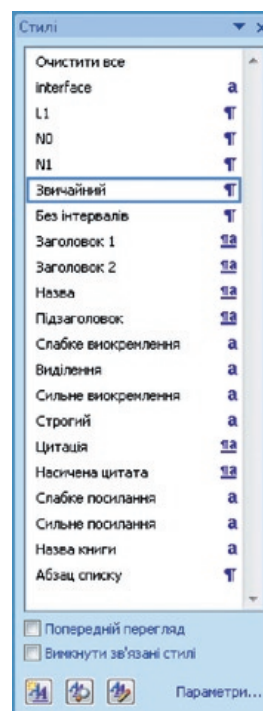 Стилі
Очистити все
interface a
L1 ¶
N0 ¶
N1 ¶
Звичайний ¶
Без інтервалів ¶
Заголовок 1 ¶a
Заголовок 2 ¶a
Назва ¶a
Підзаголовок ¶a
Слабке виокремлення a
Виділення a
Сильне виокремлення a
Строгий a
Цитація ¶a
Насичена цитата ¶a
Слабке посилання a
Сильне посилання a
Назва книги a
Абзац списку ¶
Попередній перегляд
Вимкнути зв'язані стилі
Параметри...